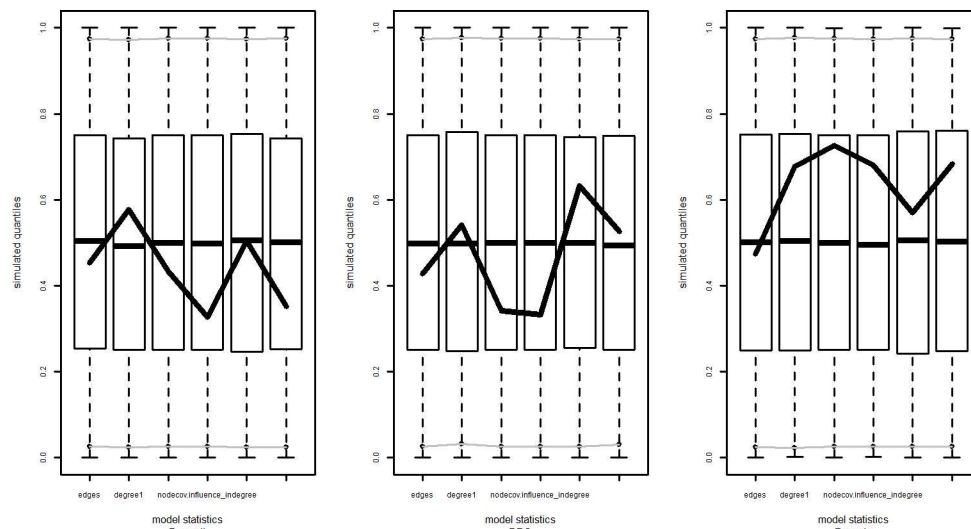 simulated quantiles
0.0 0.2 0.4 0.6 0.8 1.0
edges degree1 nodecov.influence_indegree
model statistics
simulated quantiles
0.0 0.2 0.4 0.6 0.8 1.0
edges degree1 nodecov.influence_indegree
model statistics
simulated quantiles
0.0 0.2 0.4 0.6 0.8 1.0
edges degree1 nodecov.influence_indegree
model statistics